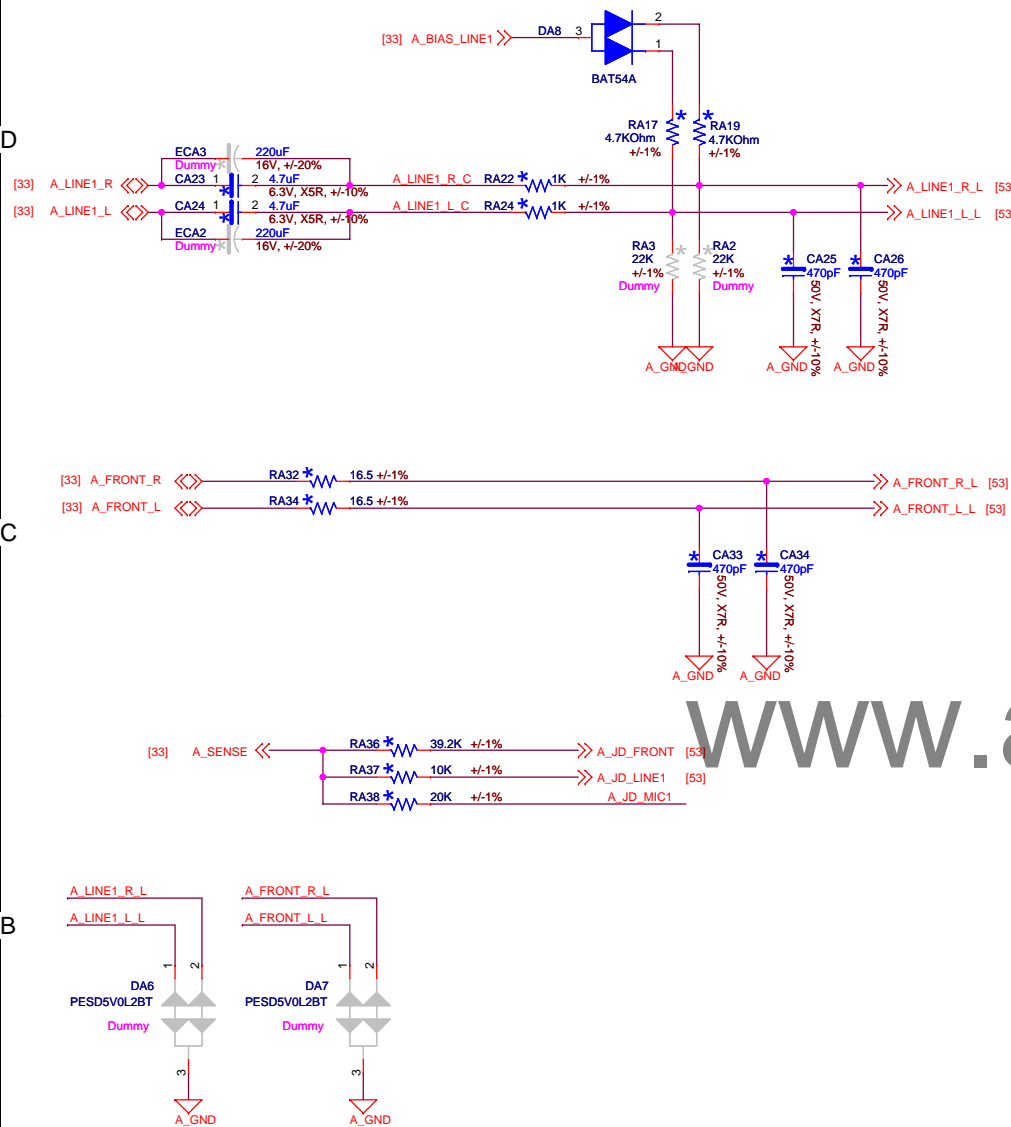 [33] A_BIAS_LINE1 DA8 3
2
1
BAT54A
D
RA17 * * RA19
4.7KOhm 4.7KOhm
+/-1% +/-1%
ECA3 220uF
Dummy * 16V, +/-20%
[33] A_LINE1_R CA23 1 2 4.7uF A_LINE1_R_C RA22 * 1K +/-1% A_LINE1_R_L [53
* 6.3V, X5R, +/-10%
[33] A_LINE1_L CA24 1 2 4.7uF A_LINE1_L_C RA24 * 1K +/-1% A_LINE1_L_L [53
* 6.3V, X5R, +/-10%
ECA2 220uF
Dummy * 16V, +/-20%
RA3 * * RA2
22K 22K
+/-1% +/-1%
Dummy Dummy
* CA25 * CA26
470pF 470pF
50V, X7R, +/-10% 50V, X7R, +/-10%
A_GND A_GND A_GND A_GND
[33] A_FRONT_R RA32 * 16.5 +/-1% A_FRONT_R_L [53]
[33] A_FRONT_L RA34 * 16.5 +/-1% A_FRONT_L_L [53]
C
* CA33 * CA34
470pF 470pF
50V, X7R, +/-10% 50V, X7R, +/-10%
A_GND A_GND
www.a
[33] A_SENSE RA36 * 39.2K +/-1% A_JD_FRONT [53]
RA37 * 10K +/-1% A_JD_LINE1 [53]
RA38 * 20K +/-1% A_JD_MIC1
B
A_LINE1_R_L A_FRONT_R_L
A_LINE1_L_L A_FRONT_L_L
1 2 1 2
DA6 DA7
PESD5V0L2BT PESD5V0L2BT
Dummy Dummy
3 3
A_GND A_GND